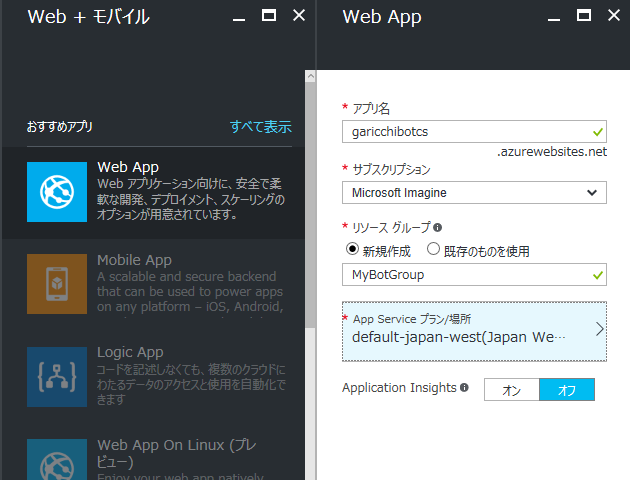 Web + モバイル
おすすめアプリ
すべて表示
Web App
Web アプリケーション向けに、安全で柔
軟な開発、デプロイメント、スケーリングの
オプションが用意されています。
Mobile App
A scalable and secure backend
that can be used to power apps
on any platform – iOS, Android,
Logic App
コードを記述しなくても、複数のクラウドに
わたるデータのアクセスと使用を自動化で
きます
Web App On Linux (プレ
ビュー)
Enjoy your web app natively
Web App
* アプリ名
garicchibotcs
.azurewebsites.net
* サブスクリプション
Microsoft Imagine
* リソース グループ
新規作成
既存のものを使用
MyBotGroup
* App Service プラン/場所
default-japan-west(Japan We…
Application Insights
オン
オフ